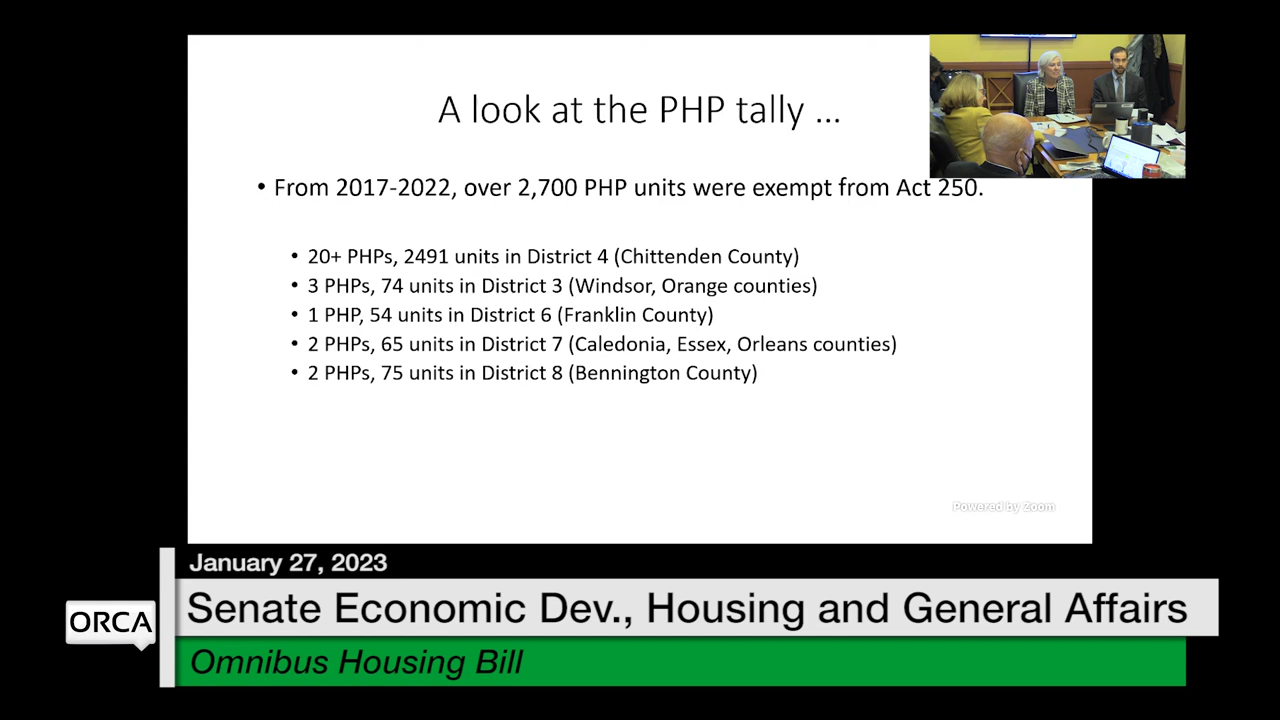 A look at the PHP tally ...
• From 2017-2022, over 2,700 PHP units were exempt from Act 250.
• 20+ PHPs, 2491 units in District 4 (Chittenden County)
• 3 PHPs, 74 units in District 3 (Windsor, Orange counties)
• 1 PHP, 54 units in District 6 (Franklin County)
• 2 PHPs, 65 units in District 7 (Caledonia, Essex, Orleans counties)
• 2 PHPs, 75 units in District 8 (Bennington County)
Powered by Zoom
January 27, 2023
ORCA
Senate Economic Dev., Housing and General Affairs
Omnibus Housing Bill